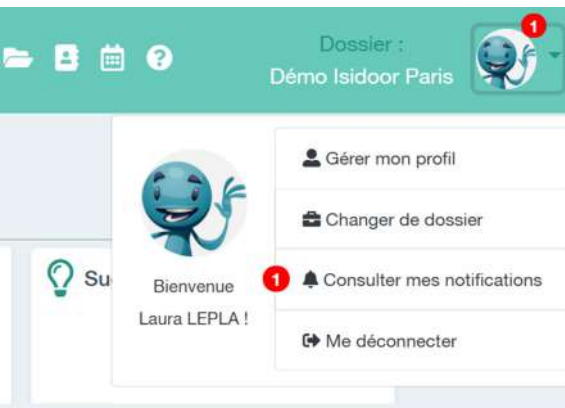 Dossier :
Démo Isidoor Paris
1
Gérer mon profil
Changer de dossier
Su
Bienvenue
Laura LEPLA !
1
Consulter mes notifications
Me déconnecter